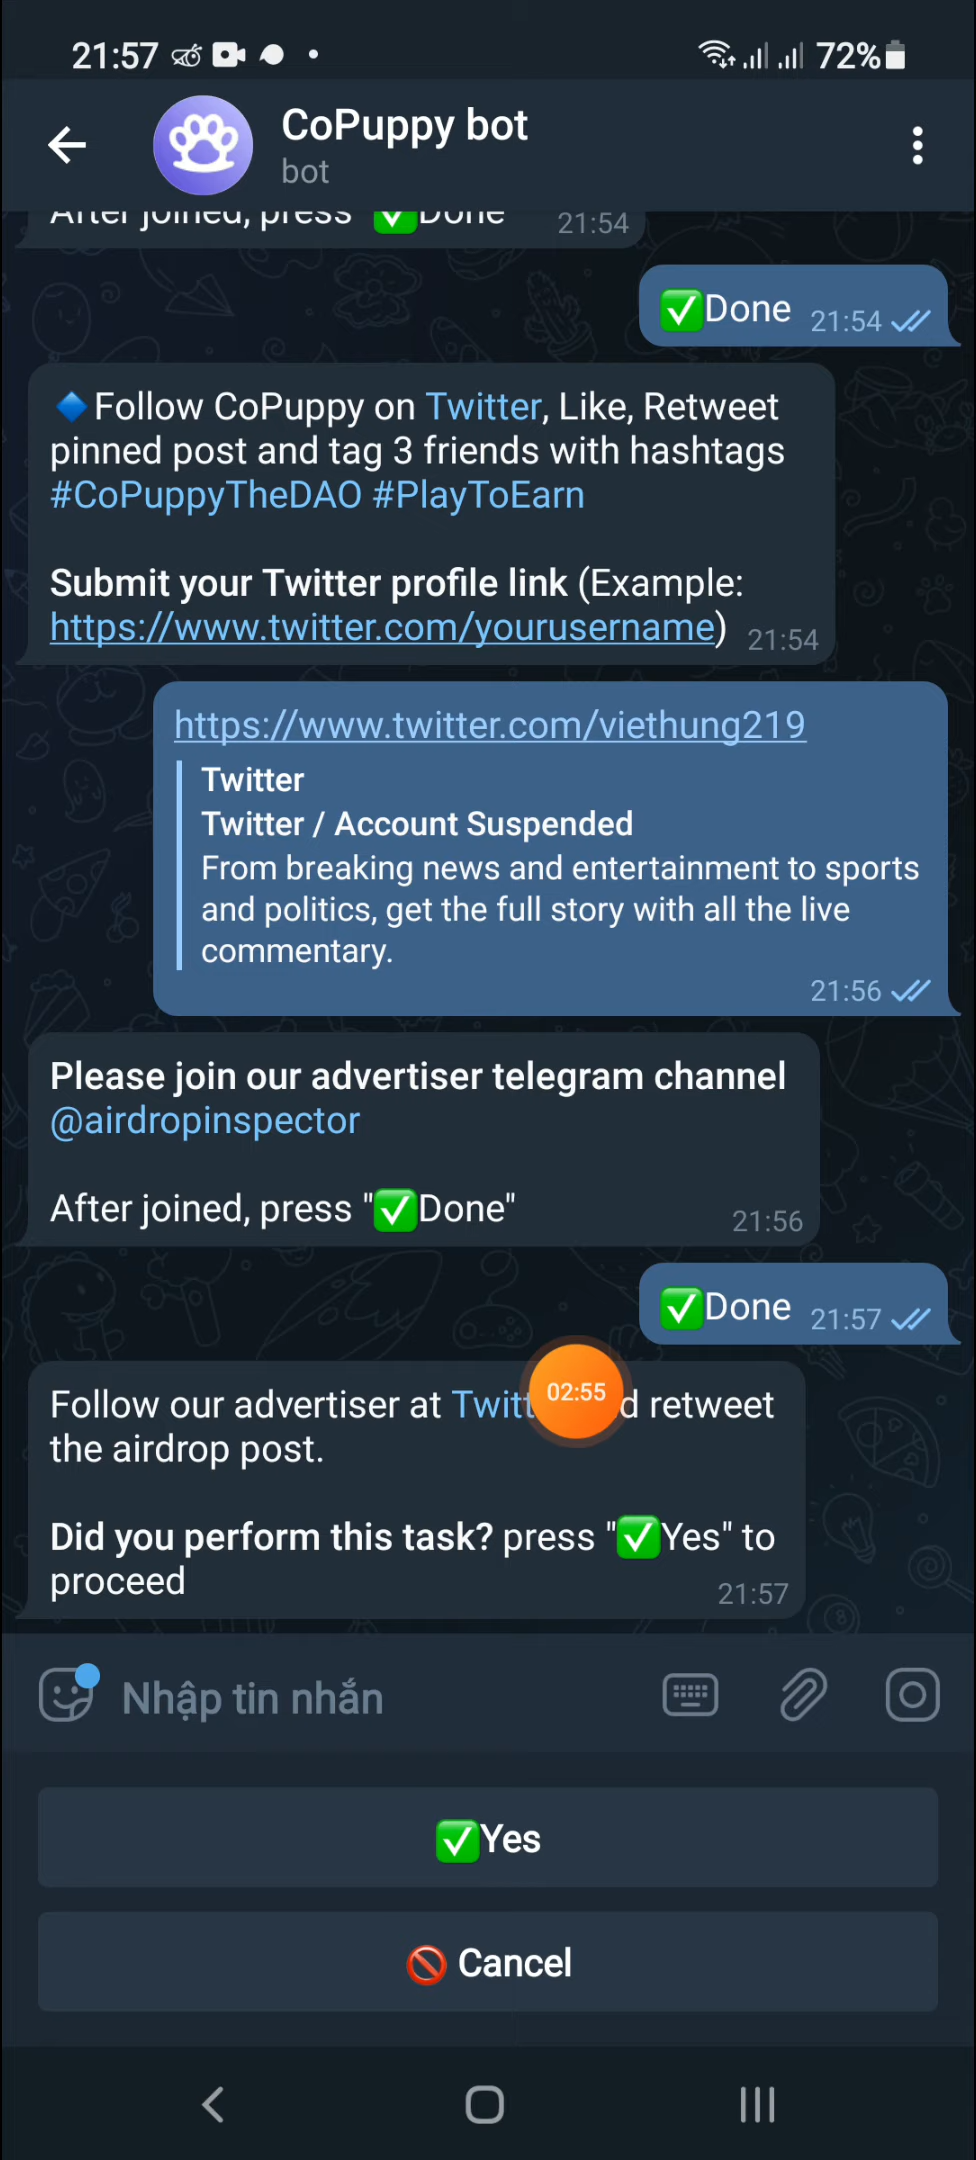 21:57
72%
CoPuppy bot
bot
After joined, press "✅Done
21:54
✅Done 21:54
🔹Follow CoPuppy on Twitter, Like, Retweet
pinned post and tag 3 friends with hashtags
#CoPuppyTheDAO #PlayToEarn
Submit your Twitter profile link (Example:
https://www.twitter.com/yourusername) 21:54
https://www.twitter.com/viethung219
Twitter
Twitter / Account Suspended
From breaking news and entertainment to sports
and politics, get the full story with all the live
commentary.
21:56
Please join our advertiser telegram channel
@airdropinspector
After joined, press "✅Done"
21:56
✅Done 21:57
Follow our advertiser at Twitt 02:55 d retweet
the airdrop post.
Did you perform this task? press "✅Yes" to
proceed
21:57
Nhập tin nhắn
✅Yes
🚫 Cancel